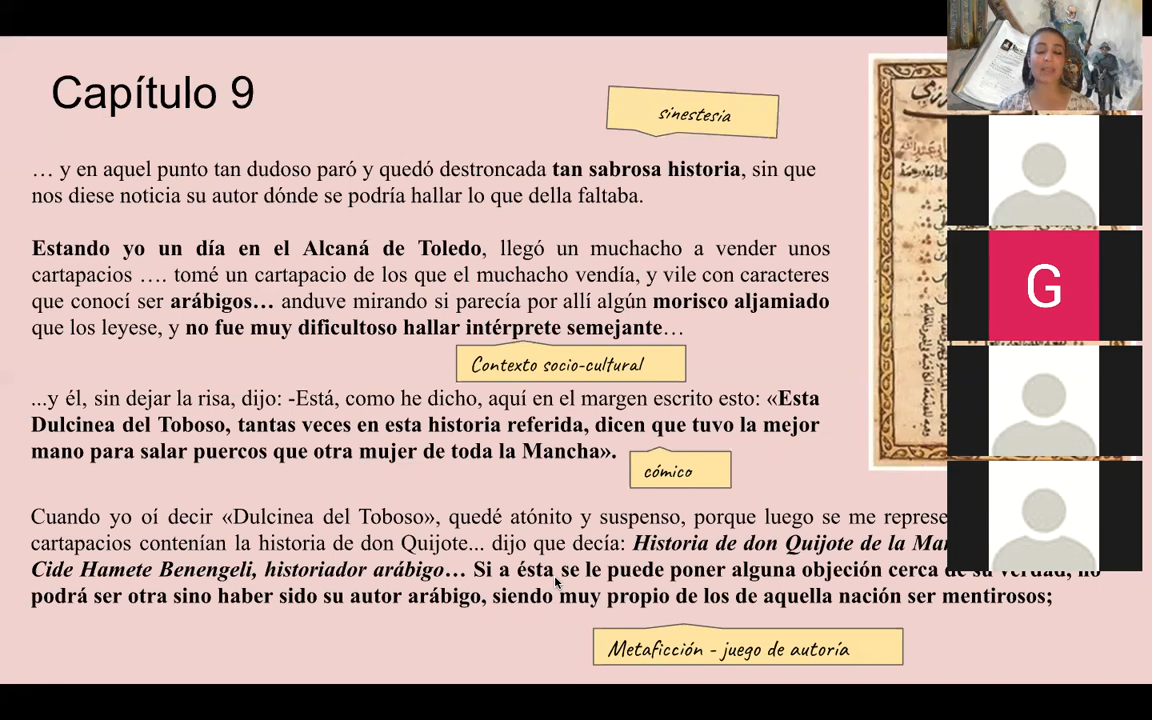 Capítulo 9
sinestesia
… y en aquel punto tan dudoso paró y quedó destroncada tan sabrosa historia, sin que
nos diese noticia su autor dónde se podría hallar lo que della faltaba.
Estando yo un día en el Alcaná de Toledo, llegó un muchacho a vender unos
cartapacios …. tomé un cartapacio de los que el muchacho vendía, y vile con caracteres
que conocí ser arábigos… anduve mirando si parecía por allí algún morisco aljamiado
que los leyese, y no fue muy dificultoso hallar intérprete semejante…
Contexto socio-cultural
...y él, sin dejar la risa, dijo: -Está, como he dicho, aquí en el margen escrito esto: «Esta
Dulcinea del Toboso, tantas veces en esta historia referida, dicen que tuvo la mejor
mano para salar puercos que otra mujer de toda la Mancha».
cómico
Cuando yo oí decir «Dulcinea del Toboso», quedé atónito y suspenso, porque luego se me
cartapacios contenían la historia de don Quijote... dijo que decía: Historia de don Quijote de la
Cide Hamete Benengeli, historiador arábigo… Si a ésta se le puede poner alguna objeción cerca de su verdad, no
podrá ser otra sino haber sido su autor arábigo, siendo muy propio de los de aquella nación ser mentirosos;
Metaficción - juego de autoría
G